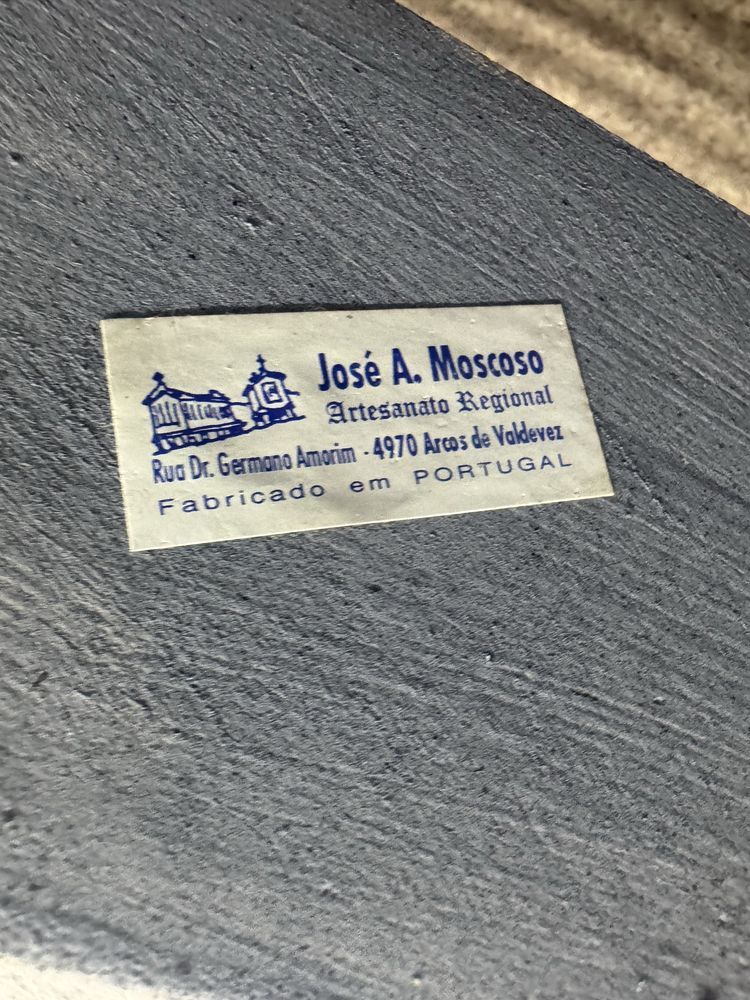 José A. Moscoso
Artesanato Regional
Rua Dr. Germano Amorim - 4970 Arcos de Valdevez
Fabricado em PORTUGAL